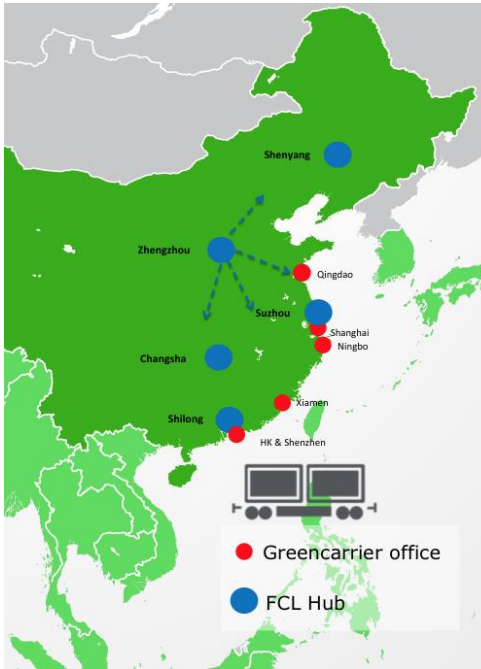 Shenyang
Zhengzhou
Qingdao
Suzhou
Shanghai
Ningbo
Changsha
Xiamen
Shilong
HK & Shenzhen
Greencarrier office
FCL Hub